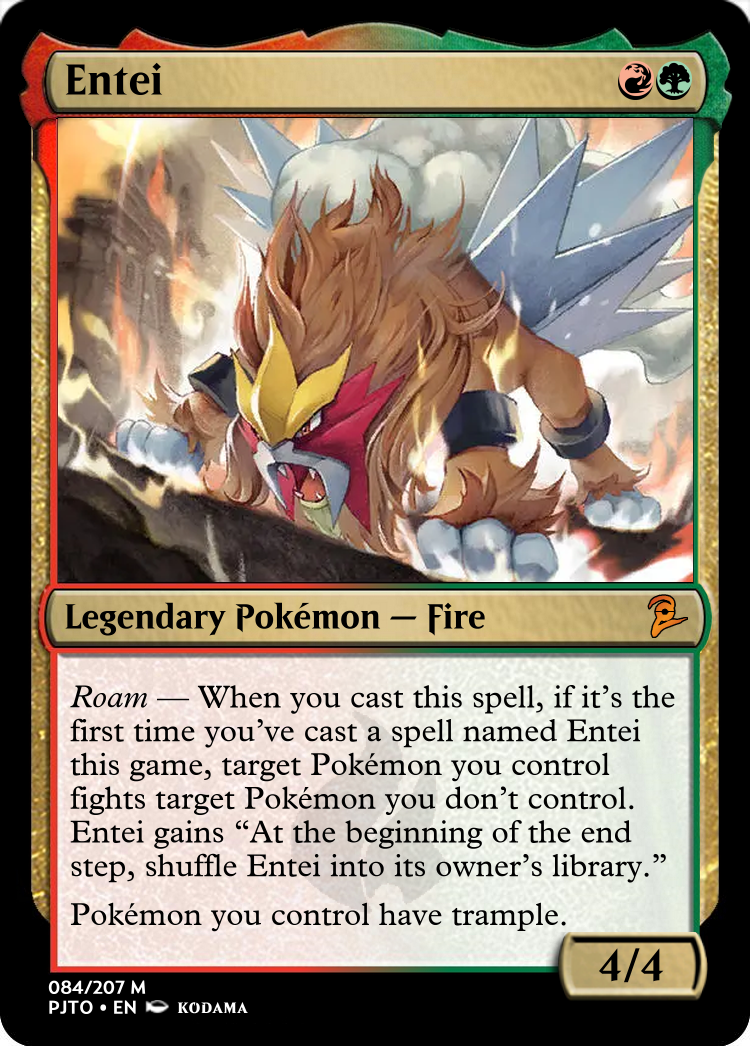 Entei
Legendary Pokémon — Fire
Roam — When you cast this spell, if it's the
first time you've cast a spell named Entei
this game, target Pokémon you control
fights target Pokémon you don't control.
Entei gains “At the beginning of the end
step, shuffle Entei into its owner's library.”
Pokémon you control have trample.
4/4
084/207 M
PJTO • EN KODAMA